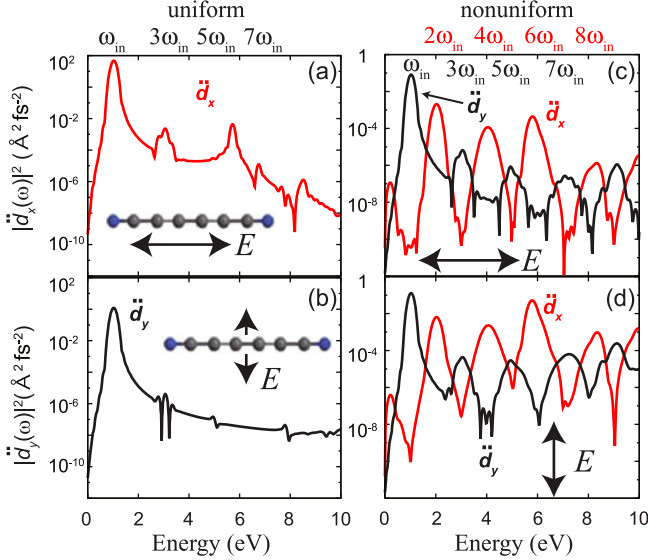 uniform
nonuniform
ω_in 3ω_in 5ω_in 7ω_in
2ω_in 4ω_in 6ω_in 8ω_in
ω_in 3ω_in 5ω_in 7ω_in
(a)
d̈_x
10²
10⁻²
10⁻⁶
10⁻¹⁰
|d̈_x(ω)|² (Å² fs⁻²)
E
(c)
d̈_y
d̈_x
1
10⁻⁴
10⁻⁸
E
(b)
d̈_y
10²
10⁻²
10⁻⁶
10⁻¹⁰
|d̈_y(ω)|² (Å² fs⁻²)
E
0 2 4 6 8 10
Energy (eV)
(d)
d̈_x
d̈_y
1
10⁻⁴
10⁻⁸
E
0 2 4 6 8 10
Energy (eV)